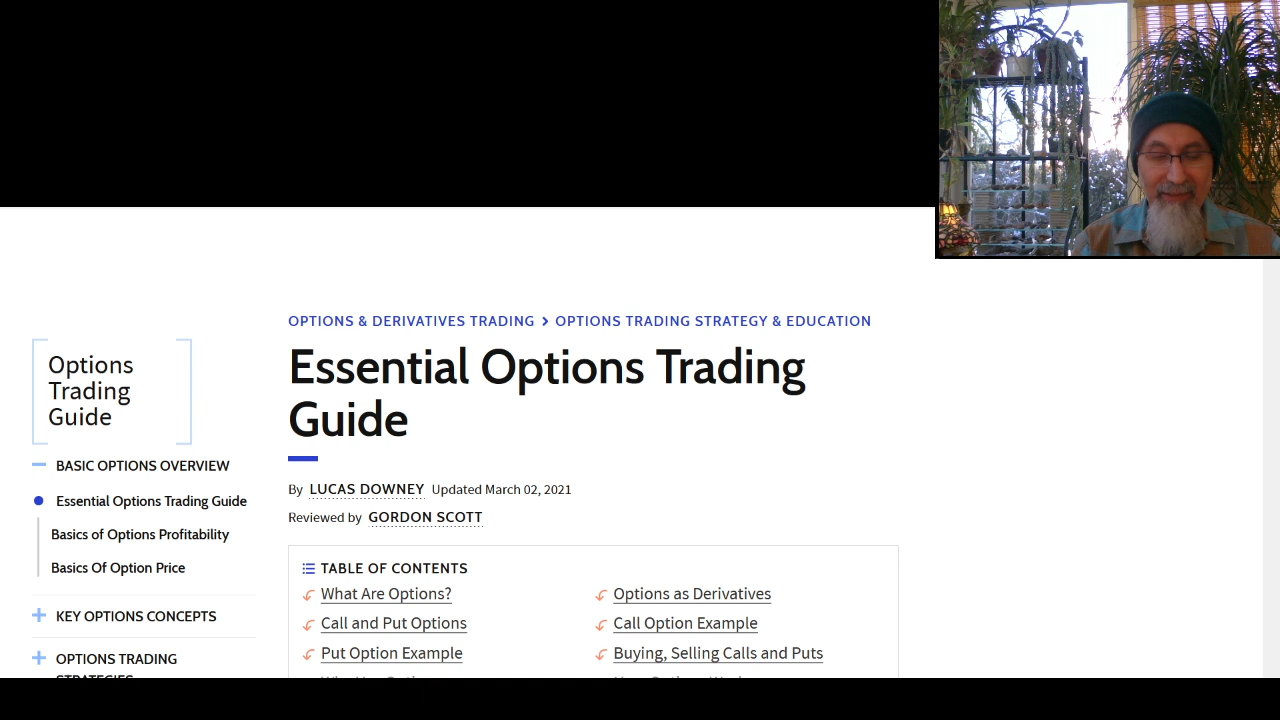 OPTIONS & DERIVATIVES TRADING > OPTIONS TRADING STRATEGY & EDUCATION
Essential Options Trading
Guide
By LUCAS DOWNEY Updated March 02, 2021
Reviewed by GORDON SCOTT
Options
Trading
Guide
BASIC OPTIONS OVERVIEW
Essential Options Trading Guide
Basics of Options Profitability
Basics Of Option Price
KEY OPTIONS CONCEPTS
OPTIONS TRADING
STRATEGIES
TABLE OF CONTENTS
What Are Options?
Options as Derivatives
Call and Put Options
Call Option Example
Put Option Example
Buying, Selling Calls and Puts